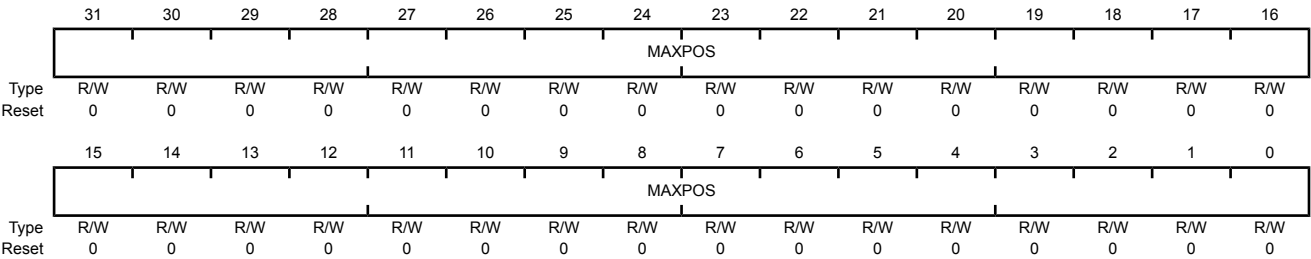 31 30 29 28 27 26 25 24 23 22 21 20 19 18 17 16
MAXPOS
Type R/W R/W R/W R/W R/W R/W R/W R/W R/W R/W R/W R/W R/W R/W R/W R/W
Reset 0 0 0 0 0 0 0 0 0 0 0 0 0 0 0 0
15 14 13 12 11 10 9 8 7 6 5 4 3 2 1 0
MAXPOS
Type R/W R/W R/W R/W R/W R/W R/W R/W R/W R/W R/W R/W R/W R/W R/W R/W
Reset 0 0 0 0 0 0 0 0 0 0 0 0 0 0 0 0